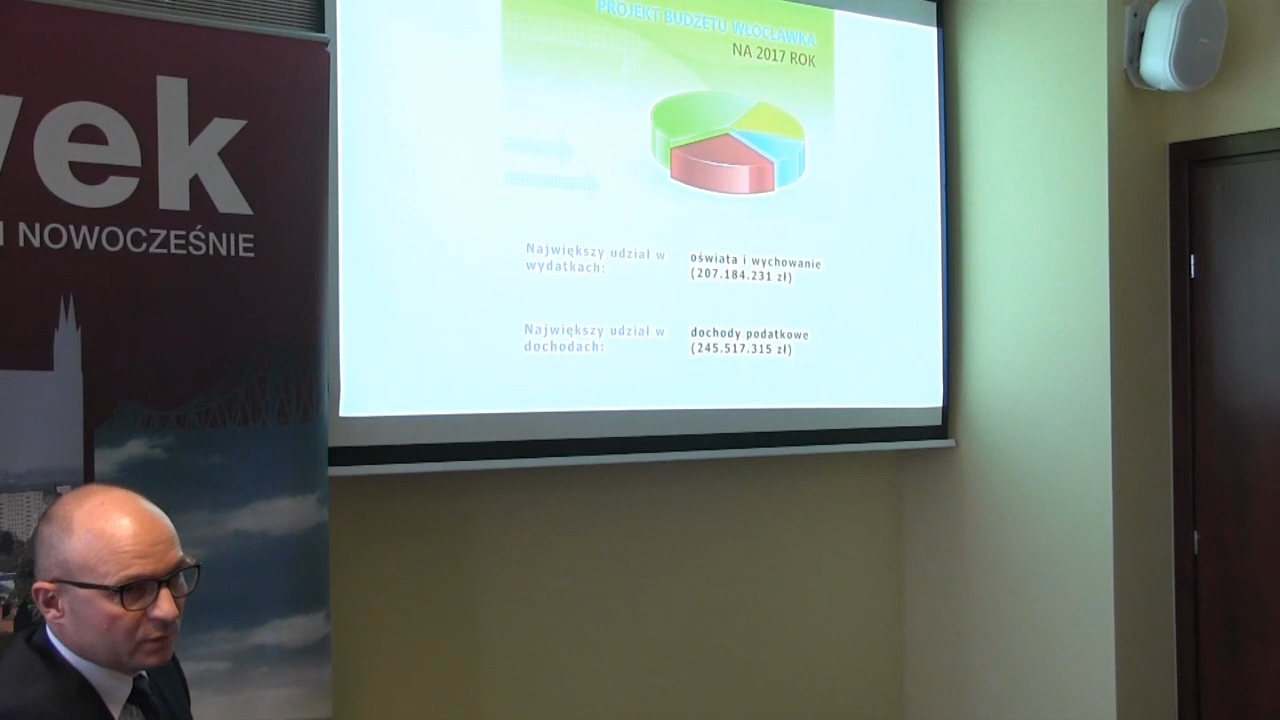 wek
I NOWOCZEŚNIE
PROJEKT BUDŻETU WŁOCŁAWKA
NA 2017 ROK
Największy udział w
wydatkach:
oświata i wychowanie
(207.184.231 zł)
Największy udział w
dochodach:
dochody podatkowe
(245.517.315 zł)